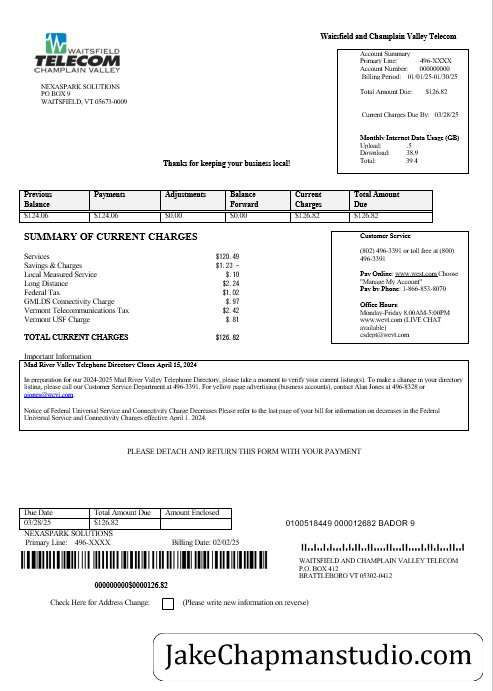 WAITSFIELD
TELECOM
CHAMPLAIN VALLEY
Waitsfield and Champlain Valley Telecom
NEXASPARK SOLUTIONS
PO BOX 9
WAITSFIELD, VT 05673-0009
Account Summary
Primary Line: 496-XXXX
Account Number: 000000000
Billing Period: 01/01/25-01/30/25
Total Amount Due: $126.82
Current Charges Due By: 03/28/25
Monthly Internet Data Usage (GB)
Upload: .5
Download: 38.9
Total: 39.4
Thanks for keeping your business local!
Previous Balance Payments Adjustments Balance Forward Current Charges Total Amount Due
$124.06 $124.06 $0.00 $0.00 $126.82 $126.82
SUMMARY OF CURRENT CHARGES
Services $120.49
Savings & Charges $1.23 -
Local Measured Service $.10
Long Distance $2.24
Federal Tax $1.02
GMLDS Connectivity Charge $.97
Vermont Telecommunications Tax $2.42
Vermont USF Charge $.81
TOTAL CURRENT CHARGES $126.82
Customer Service
(802) 496-3391 or toll free at (800)
496-3391
Pay Online: www.wcvt.com Choose
"Manage My Account"
Pay by Phone: 1-866-853-8070
Office Hours
Monday-Friday 8:00AM-5:00PM
www.wcvt.com (LIVE CHAT
available)
csdept@wcvt.com
Important Information
Mad River Valley Telephone Directory Closes April 15, 2024
In preparation for our 2024-2025 Mad River Valley Telephone Directory, please take a moment to verify your current listing(s). To make a change in your directory
listing, please call our Customer Service Department at 496-3391. For yellow page advertising (business accounts), contact Alan Jones at 496-8328 or
ajones@wcvt.com.
Notice of Federal Universal Service and Connectivity Charge Decreases Please refer to the last page of your bill for information on decreases in the Federal
Universal Service and Connectivity Charges effective April 1, 2024.
PLEASE DETACH AND RETURN THIS FORM WITH YOUR PAYMENT
Due Date Total Amount Due Amount Enclosed
03/28/25 $126.82
NEXASPARK SOLUTIONS
Primary Line: 496-XXXX Billing Date: 02/02/25
000000000$0000126.82
Check Here for Address Change: (Please write new information on reverse)
0100518449 000012682 BADOR 9
WAITSFIELD AND CHAMPLAIN VALLEY TELECOM
P.O. BOX 412
BRATTLEBORO VT 05302-0412
JakeChapmanstudio.com